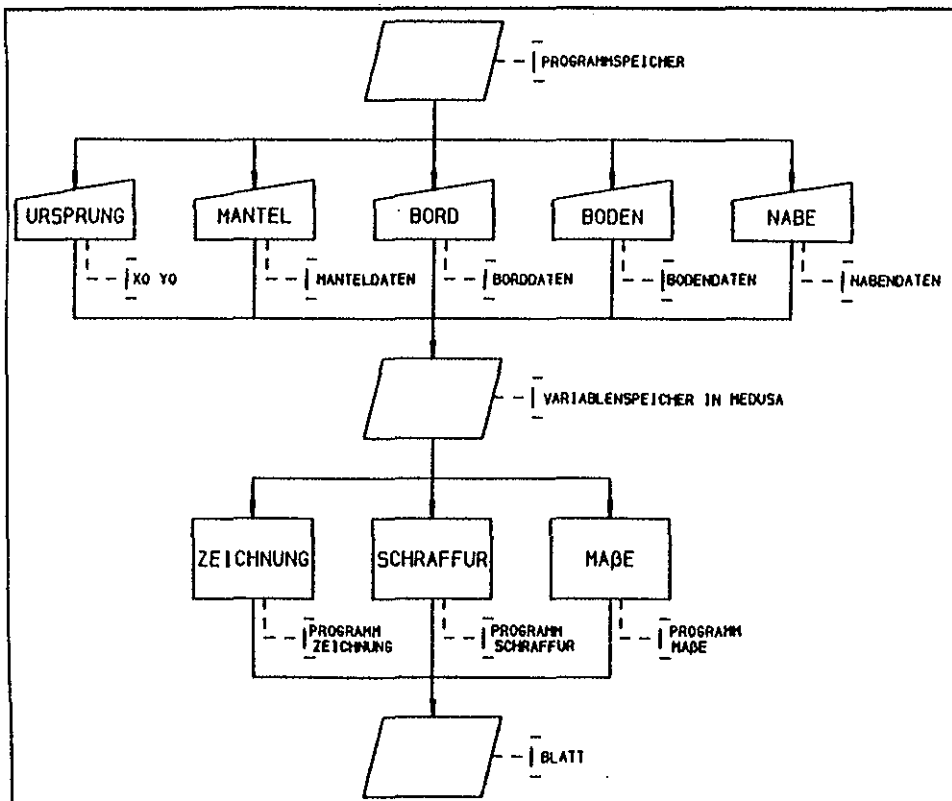 PROGRAMMSPEICHER
URSPRUNG
MANTEL
BORD
BODEN
NABE
XO YO
MANTELDATEN
BORDDATEN
BODENDATEN
NABENDATEN
VARIABLENSPEICHER IN MEDUSA
ZEICHNUNG
SCHRAFFUR
MAßE
PROGRAMM
ZEICHNUNG
PROGRAMM
SCHRAFFUR
PROGRAMM
MAßE
BLATT